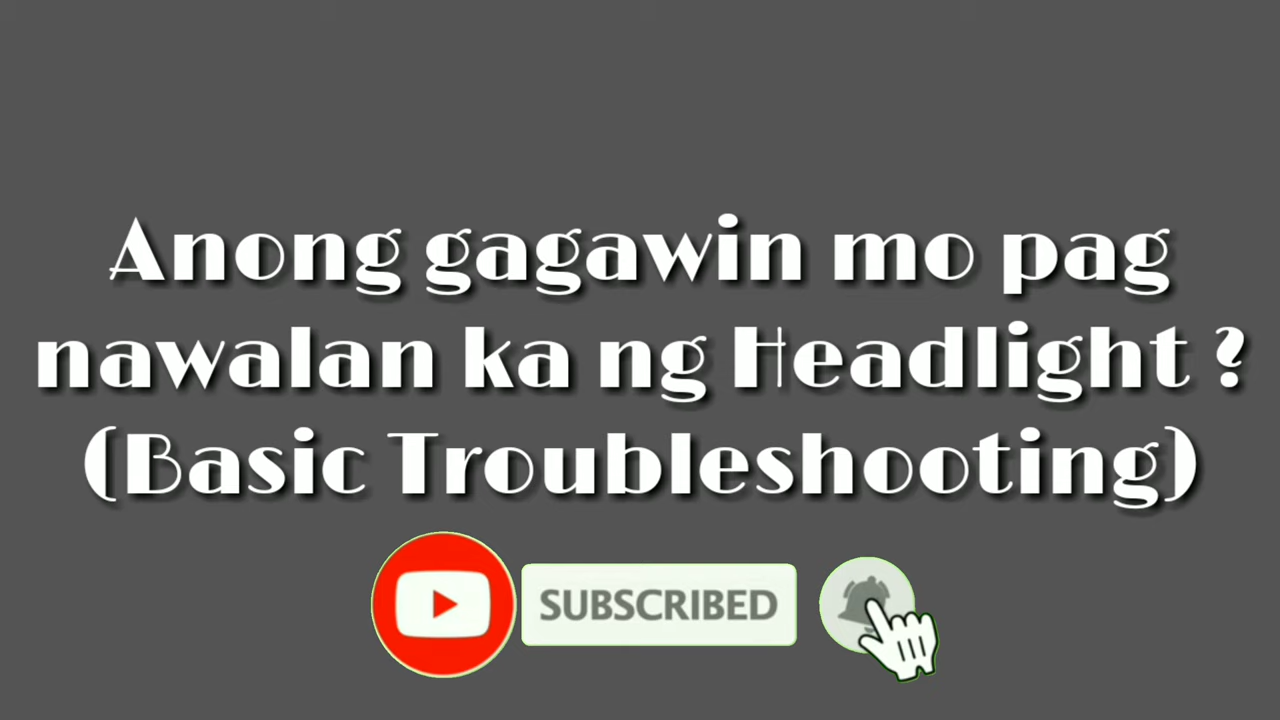 Anong gagawin mo pag
nawalan ka ng Headlight ?
(Basic Troubleshooting)
SUBSCRIBED